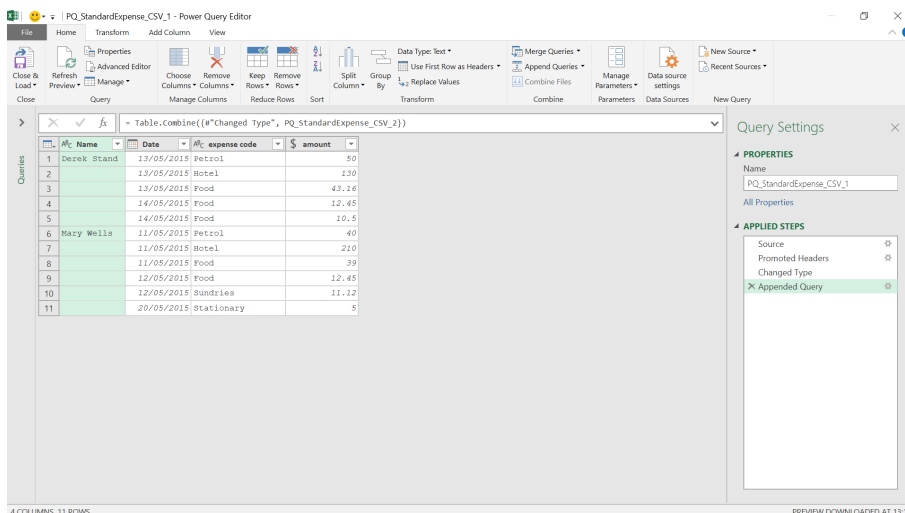 PQ_StandardExpense_CSV_1 - Power Query Editor
File Home Transform Add Column View
Close & Load
Close
Refresh Preview
Properties
Advanced Editor
Manage
Query
Choose Columns
Remove Columns
Manage Columns
Keep Rows
Remove Rows
Reduce Rows
Sort
Split Column
Group By
Data Type: Text
Use First Row as Headers
Replace Values
Transform
Merge Queries
Append Queries
Combine Files
Combine
Manage Parameters
Parameters
Data source settings
Data Sources
New Source
Recent Sources
New Query
fx = Table.Combine({#"Changed Type", PQ_StandardExpense_CSV_2})
Queries
Name Date expense code $ amount
1 Derek Stand 13/05/2015 Petrol 50
2 13/05/2015 Hotel 130
3 13/05/2015 Food 43.16
4 14/05/2015 Food 12.45
5 14/05/2015 Food 10.5
6 Mary Wells 11/05/2015 Petrol 40
7 11/05/2015 Hotel 210
8 11/05/2015 Food 39
9 12/05/2015 Food 12.45
10 12/05/2015 Sundries 11.12
11 20/05/2015 Stationary 5
Query Settings
PROPERTIES
Name
PQ_StandardExpense_CSV_1
All Properties
APPLIED STEPS
Source
Promoted Headers
Changed Type
Appended Query
4 COLUMNS, 11 ROWS
PREVIEW DOWNLOADED AT